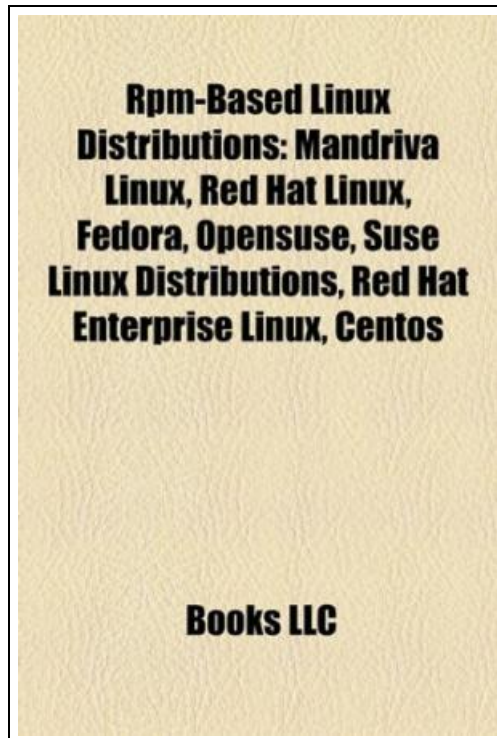 Rpm-Based Linux
Distributions: Mandriva
Linux, Red Hat Linux,
Fedora, Opensuse, Suse
Linux Distributions, Red Hat
Enterprise Linux, Centos
Books LLC